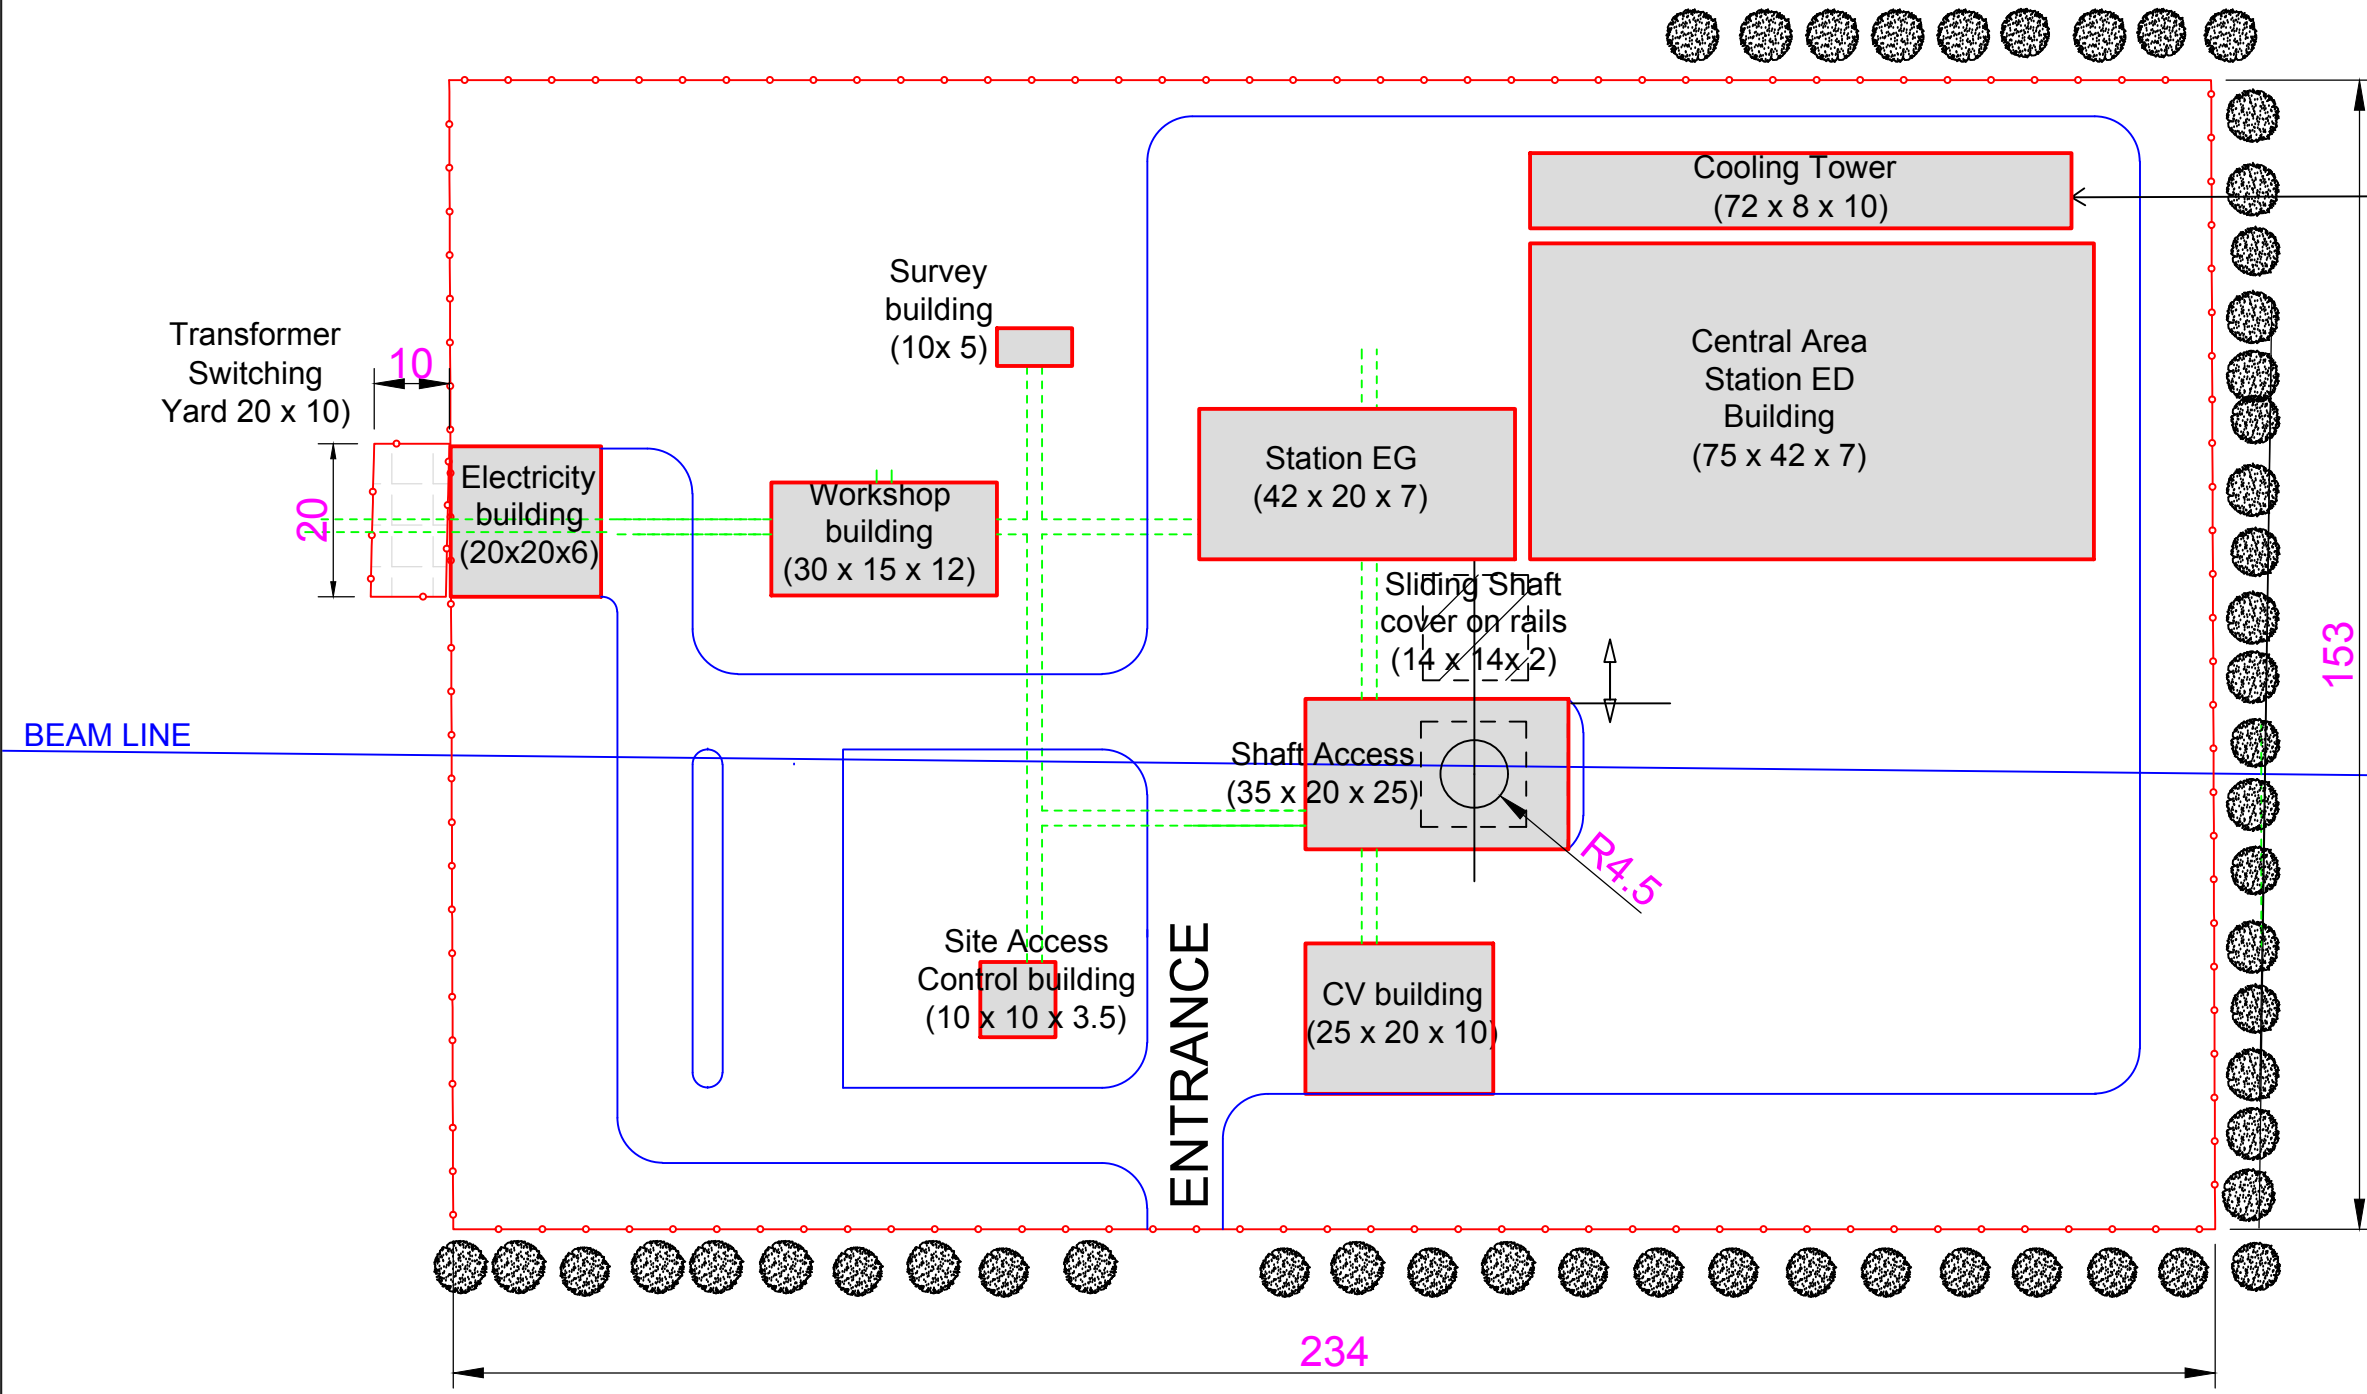 Cooling Tower
(72 x 8 x 10)
Survey
building
(10x 5)
Transformer
Switching
Yard 20 x 10)
10
20
Central Area
Station ED
Building
(75 x 42 x 7)
Station EG
(42 x 20 x 7)
Electricity
building
(20x20x6)
Workshop
building
(30 x 15 x 12)
Sliding Shaft
cover on rails
(14 x 14x 2)
153
BEAM LINE
Shaft Access
(35 x 20 x 25)
R4.5
Site Access
Control building
(10 x 10 x 3.5)
ENTRANCE
CV building
(25 x 20 x 10)
234